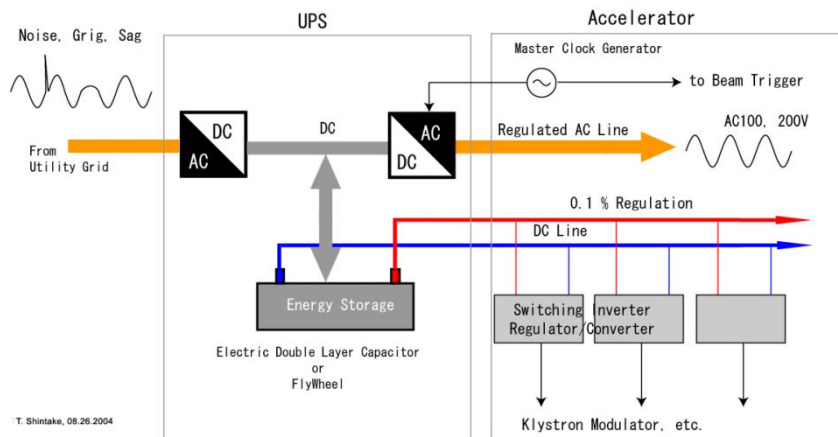 UPS
Accelerator
Noise, Grig, Sag
Master Clock Generator
to Beam Trigger
DC
AC
DC
AC
DC
From
Utility Grid
Regulated AC Line
AC100, 200V
0.1 % Regulation
DC Line
Energy Storage
Switching Inverter
Regulator/Converter
Electric Double Layer Capacitor
or
FlyWheel
T. Shintake, 08.26.2004
Klystron Modulator, etc.